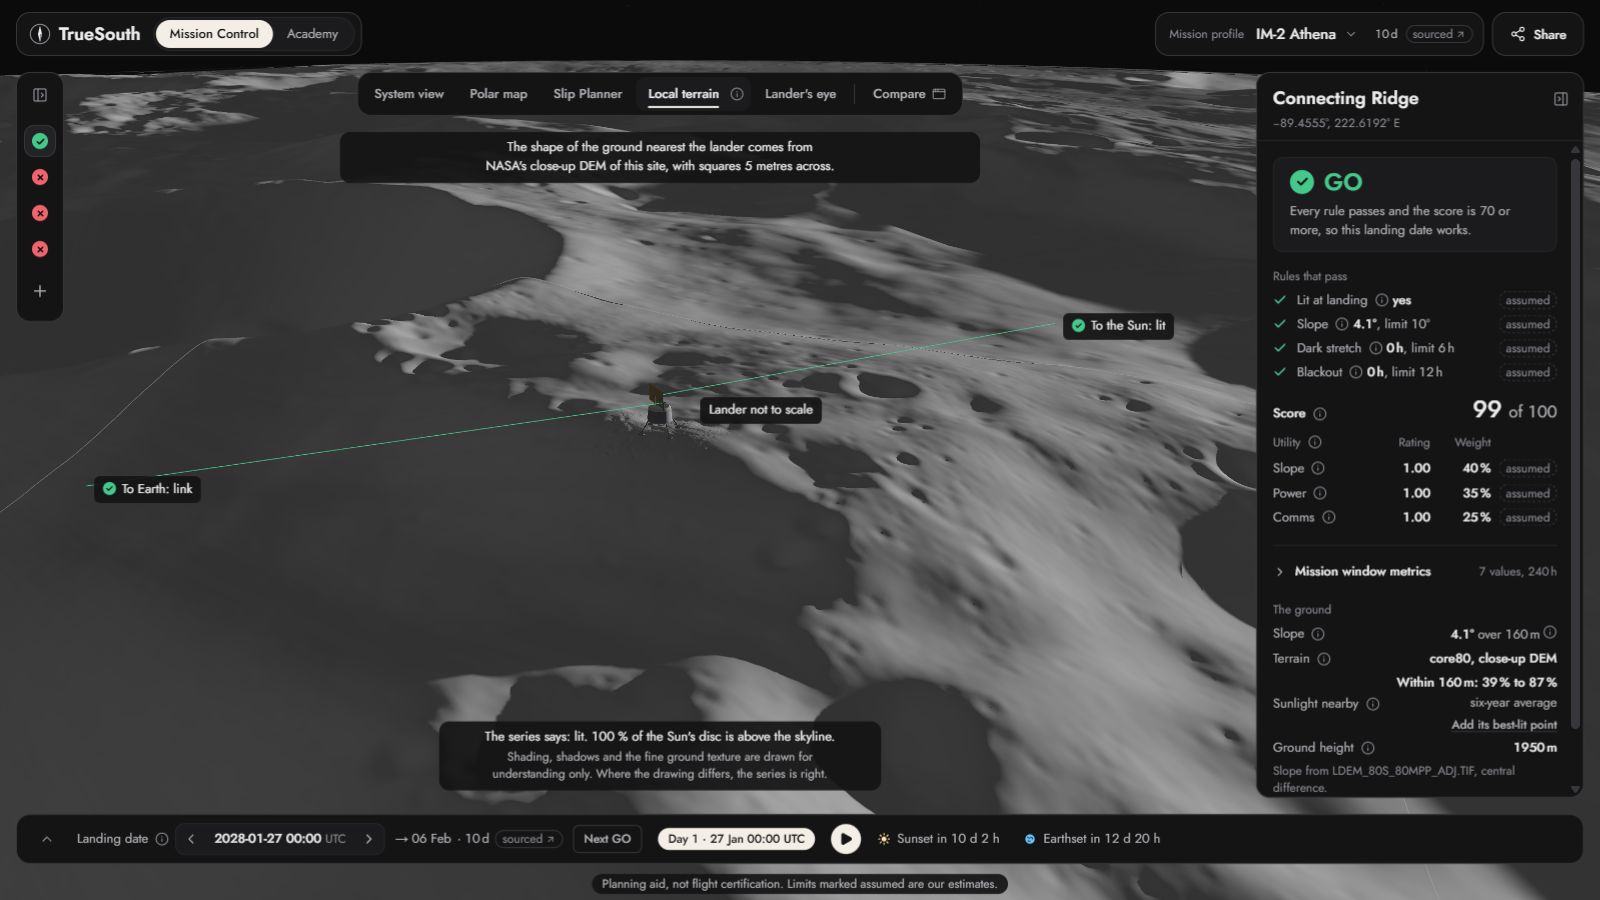 TrueSouth
Mission Control
Academy
Mission profile IM-2 Athena 10 d sourced ↗
Share
System view
Polar map
Slip Planner
Local terrain
Lander's eye
Compare
The shape of the ground nearest the lander comes from
NASA's close-up DEM of this site, with squares 5 metres across.
To the Sun: lit
Lander not to scale
To Earth: link
The series says: lit. 100 % of the Sun's disc is above the skyline.
Shading, shadows and the fine ground texture are drawn for
understanding only. Where the drawing differs, the series is right.
Connecting Ridge
−89.4555°, 222.6192° E
GO
Every rule passes and the score is 70 or
more, so this landing date works.
Rules that pass
Lit at landing yes assumed
Slope 4.1°, limit 10° assumed
Dark stretch 0 h, limit 6 h assumed
Blackout 0 h, limit 12 h assumed
Score 99 of 100
Utility Rating Weight
Slope 1.00 40 % assumed
Power 1.00 35 % assumed
Comms 1.00 25 % assumed
Mission window metrics 7 values, 240 h
The ground
Slope 4.1° over 160 m
Terrain core80, close-up DEM
Sunlight nearby Within 160 m: 39 % to 87 %
six-year average
Add its best-lit point
Ground height 1950 m
Slope from LDEM_80S_80MPP_ADJ.TIF, central
difference.
Landing date 2028-01-27 00:00 UTC → 06 Feb · 10 d sourced ↗ Next GO Day 1 · 27 Jan 00:00 UTC Sunset in 10 d 2 h Earthset in 12 d 20 h
Planning aid, not flight certification. Limits marked assumed are our estimates.